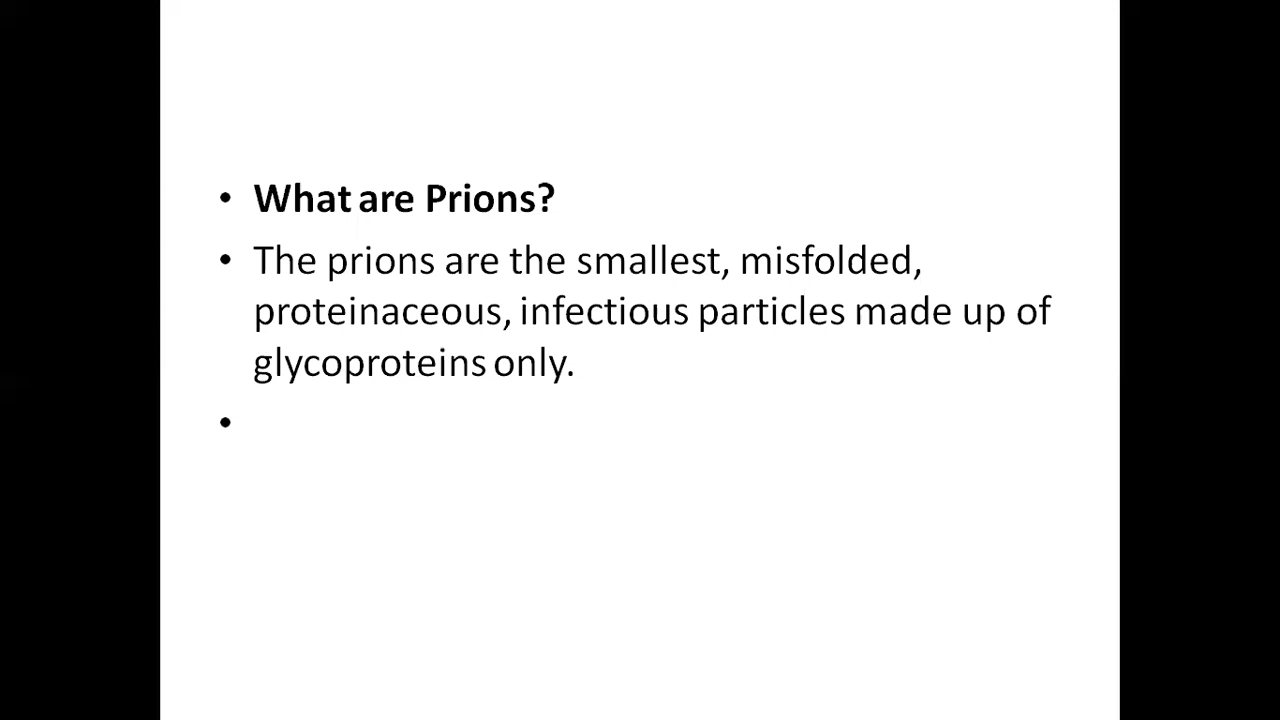 • What are Prions?
• The prions are the smallest, misfolded,
proteinaceous, infectious particles made up of
glycoproteins only.
•